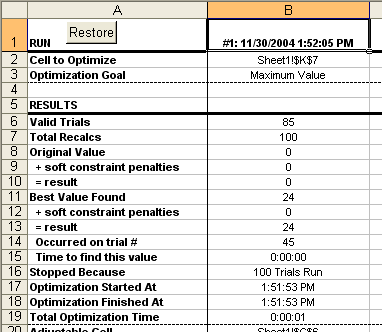 A B
Restore
1 RUN #1: 11/30/2004 1:52:05 PM
2 Cell to Optimize Sheet1!$K$7
3 Optimization Goal Maximum Value
4
5 RESULTS
6 Valid Trials 85
7 Total Recalcs 100
8 Original Value 0
9 + soft constraint penalties 0
10 = result 0
11 Best Value Found 24
12 + soft constraint penalties 0
13 = result 24
14 Occurred on trial # 45
15 Time to find this value 0:00:00
16 Stopped Because 100 Trials Run
17 Optimization Started At 1:51:53 PM
18 Optimization Finished At 1:51:53 PM
19 Total Optimization Time 0:00:01
20 Adjustable Cell Sheet1!$C$6